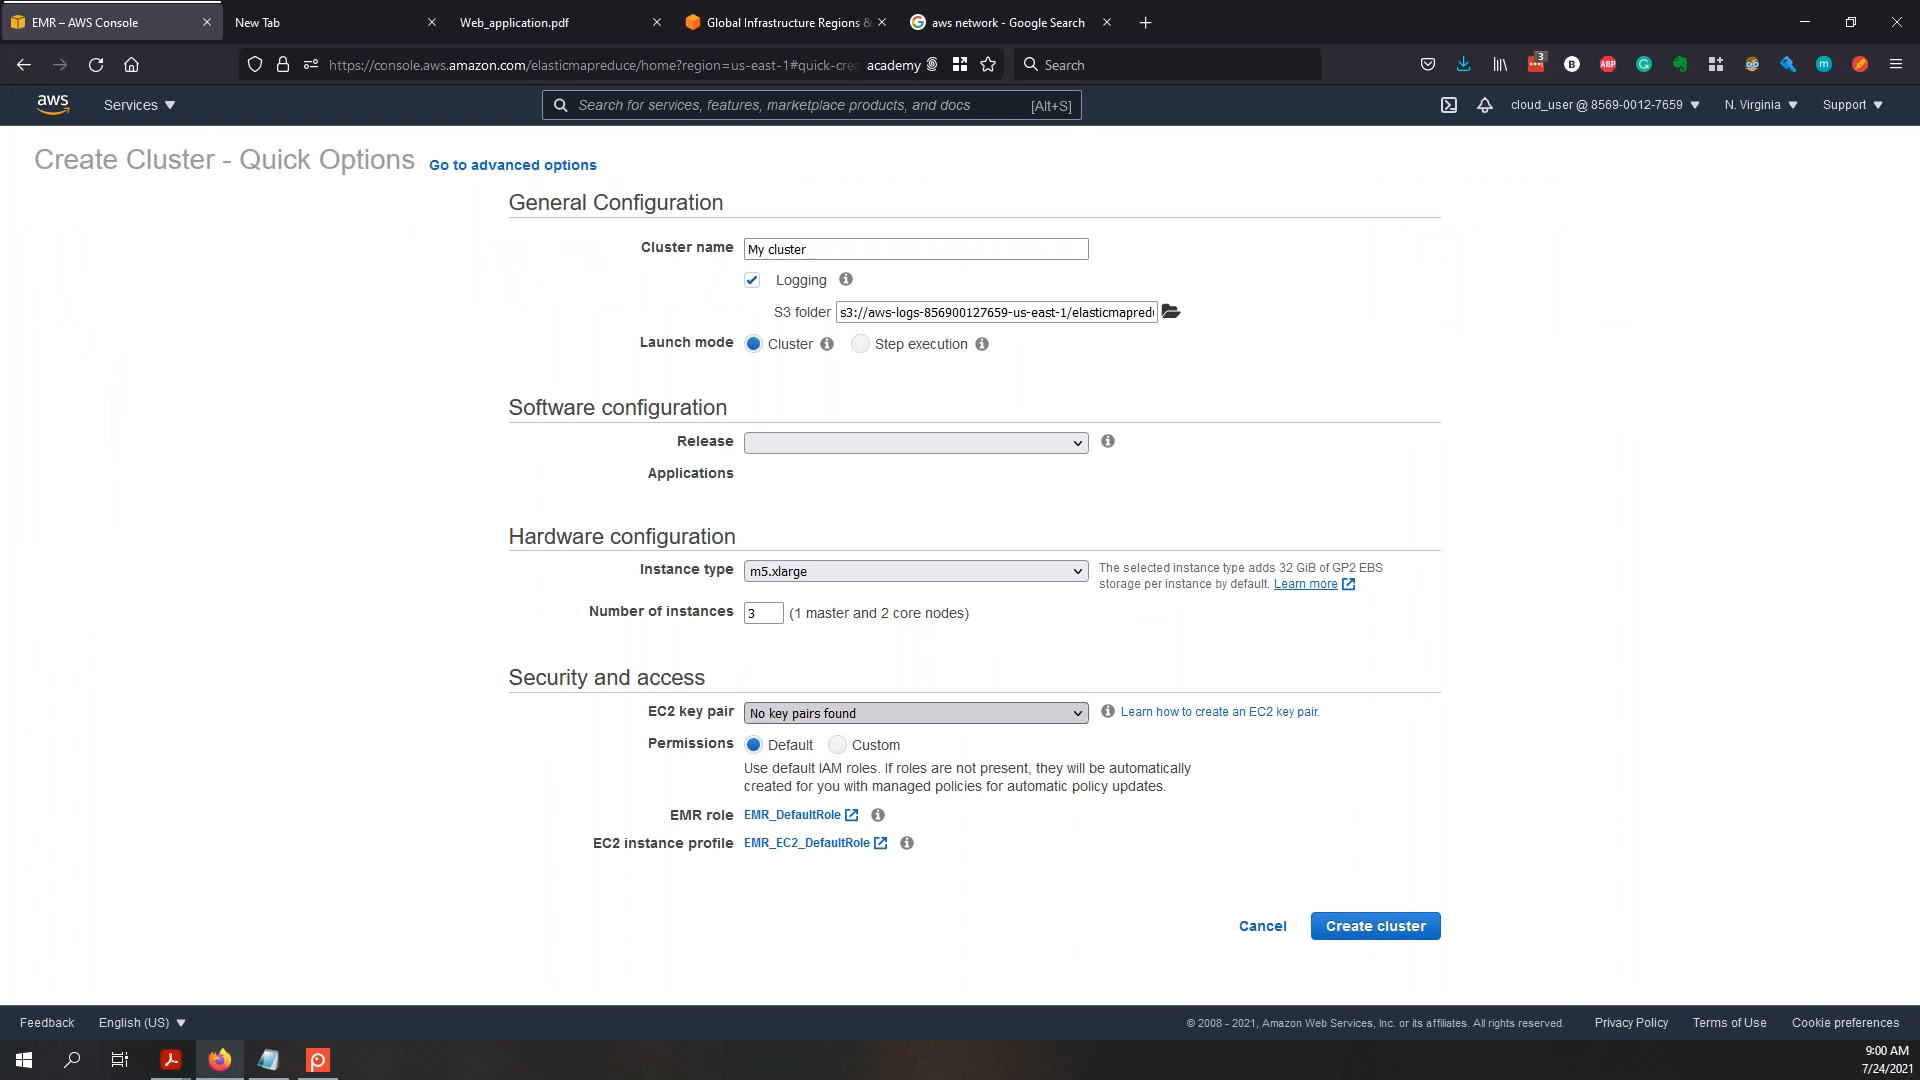 EMR – AWS Console
New Tab
Web_application.pdf
Global Infrastructure Regions &
aws network - Google Search
https://console.aws.amazon.com/elasticmapreduce/home?region=us-east-1#quick-cre
academy
Search
3
B
ABP
G
m
aws
Services
Search for services, features, marketplace products, and docs
[Alt+S]
cloud_user @ 8569-0012-7659
N. Virginia
Support
Create Cluster - Quick Options
Go to advanced options
General Configuration
Cluster name
My cluster
Logging
S3 folder
s3://aws-logs-856900127659-us-east-1/elasticmapredu
Launch mode
Cluster
Step execution
Software configuration
Release
Applications
Hardware configuration
Instance type
m5.xlarge
The selected instance type adds 32 GiB of GP2 EBS
storage per instance by default. Learn more
Number of instances
3
(1 master and 2 core nodes)
Security and access
EC2 key pair
No key pairs found
Learn how to create an EC2 key pair.
Permissions
Default
Custom
Use default IAM roles. If roles are not present, they will be automatically
created for you with managed policies for automatic policy updates.
EMR role
EMR_DefaultRole
EC2 instance profile
EMR_EC2_DefaultRole
Cancel
Create cluster
Feedback
English (US)
© 2008 - 2021, Amazon Web Services, Inc. or its affiliates. All rights reserved.
Privacy Policy
Terms of Use
Cookie preferences
9:00 AM
7/24/2021